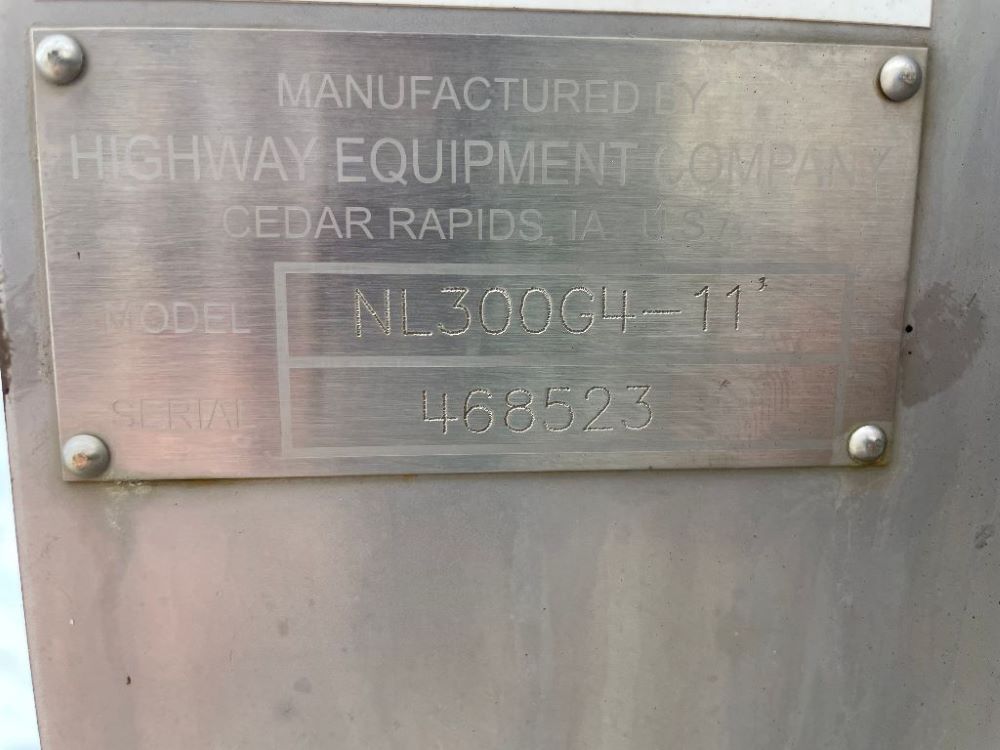 MANUFACTURED BY
HIGHWAY EQUIPMENT COMPANY
CEDAR RAPIDS, IA U.S.A.
MODEL NL300G4-11'
SERIAL 468523